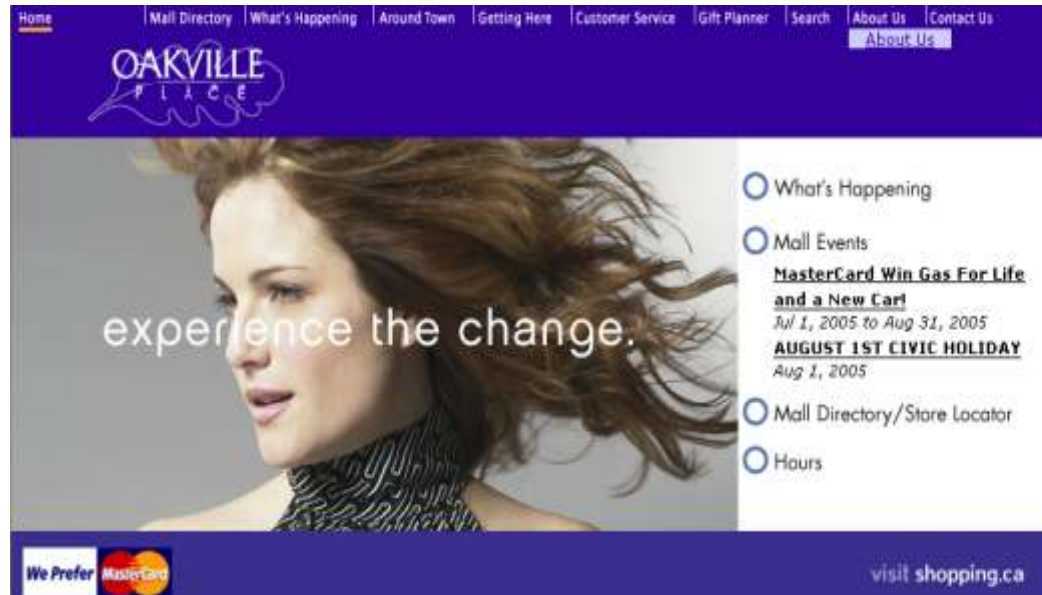 Home Mall Directory What's Happening Around Town Getting Here Customer Service Gift Planner Search About Us Contact Us
About Us
OAKVILLE
PLACE
experience the change.
What's Happening
Mall Events
MasterCard Win Gas For Life
and a New Car!
Jul 1, 2005 to Aug 31, 2005
AUGUST 1ST CIVIC HOLIDAY
Aug 1, 2005
Mall Directory/Store Locator
Hours
We Prefer MasterCard
visit shopping.ca